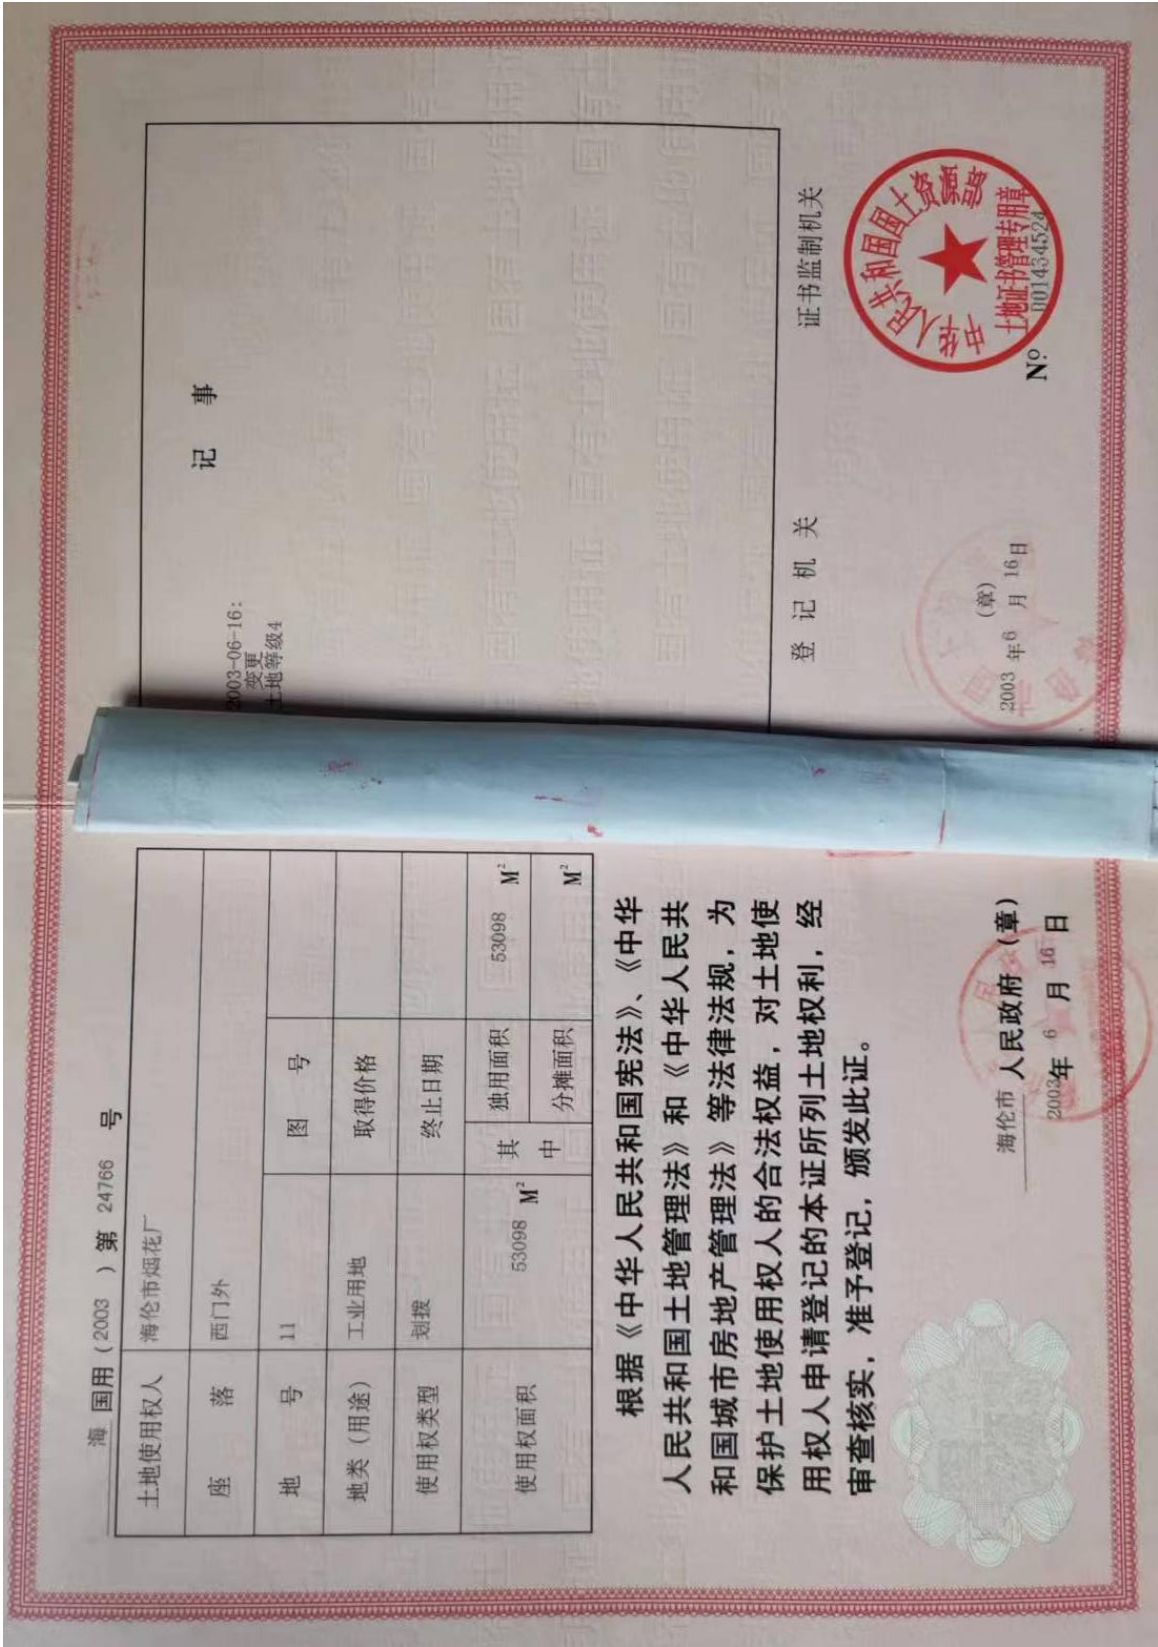 海 国用（2003 ）第 24766 号
土地使用权人 海伦市烟花厂
座 落 西门外
地 号 11 图 号
地类（用途） 工业用地 取得价格
使用权类型 划拨 终止日期
使用权面积 53098 M² 其中 独用面积 53098 M²
分摊面积 M²
根据《中华人民共和国宪法》、《中华
人民共和国土地管理法》和《中华人民共
和国城市房地产管理法》等法律法规，为
保护土地使用权人的合法权益，对土地使
用权人申请登记的本证所列土地权利，经
审查核实，准予登记，颁发此证。
海伦市 人民政府（章）
2003年 6 月 16 日
记 事
2003-06-16:
变更
土地等级4
登 记 机 关
（章）
2003 年 6 月 16 日
证书监制机关
中华人民共和国国土资源部
土地证书管理专用章
№ 001434524